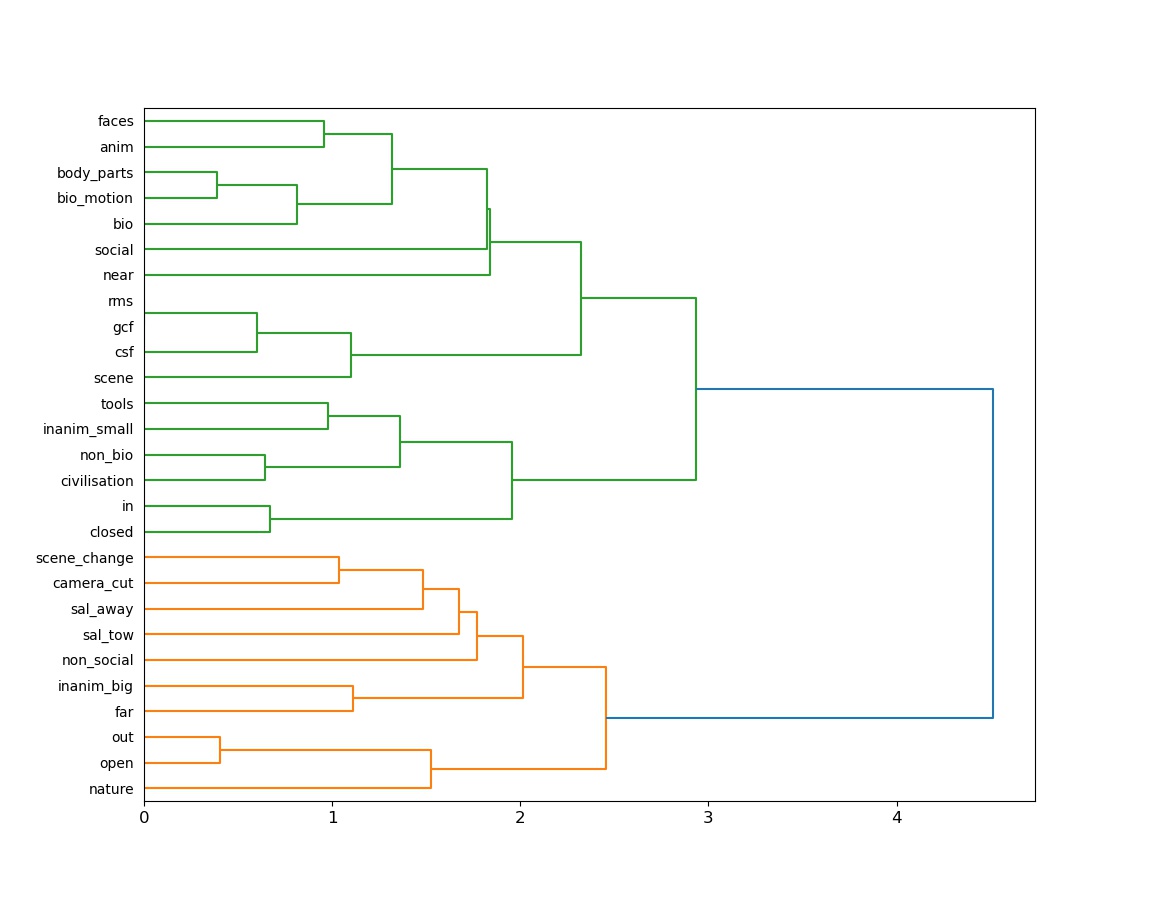 faces
anim
body_parts
bio_motion
bio
social
near
rms
gcf
csf
scene
tools
inanim_small
non_bio
civilisation
in
closed
scene_change
camera_cut
sal_away
sal_tow
non_social
inanim_big
far
out
open
nature
0 1 2 3 4